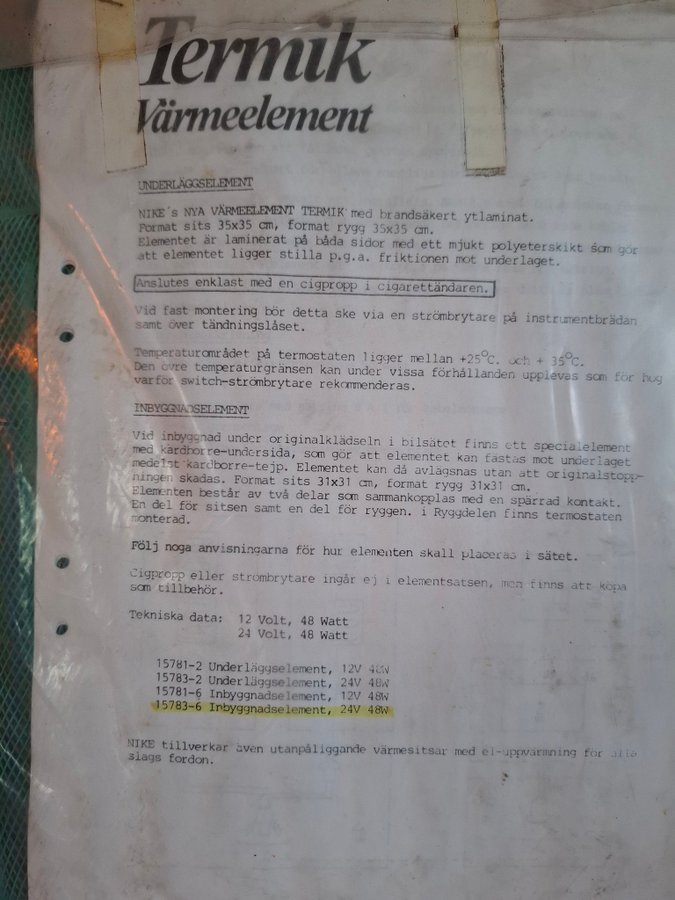 Termik
Värmeelement
UNDERLÄGGSELEMENT
NIKE´s NYA VÄRMEELEMENT TERMIK med brandsäkert ytlaminat.
Format sits 35x35 cm, format rygg 35x35 cm.
Elementet är laminerat på båda sidor med ett mjukt polyeterskikt som gör
att elementet ligger stilla p.g.a. friktionen mot underlaget.
Anslutes enklast med en cigpropp i cigarettändaren.
Vid fast montering bör detta ske via en strömbrytare på instrumentbrädan
samt över tändningslåset.
Temperaturområdet på termostaten ligger mellan +25°C. och + 35°C.
Den övre temperaturgränsen kan under vissa förhållanden upplevas som för hög
varför switch-strömbrytare rekommenderas.
INBYGGNADSELEMENT
Vid inbyggnad under originalklädseln i bilsätet finns ett specialelement
med kardborre-undersida, som gör att elementet kan fästas mot underlaget
medelst kardborre-tejp. Elementet kan då avlägsnas utan att originalstopp-
ningen skadas. Format sits 31x31 cm, format rygg 31x31 cm.
Elementen består av två delar som sammankopplas med en spärrad kontakt.
En del för sitsen samt en del för ryggen. i Ryggdelen finns termostaten
monterad.
Följ noga anvisningarna för hur elementen skall placeras i sätet.
Cigpropp eller strömbrytare ingår ej i elementsatsen, men finns att köpa
som tillbehör.
Tekniska data: 12 Volt, 48 Watt
24 Volt, 48 Watt
15781-2 Underläggselement, 12V 48W
15783-2 Underläggselement, 24V 48W
15781-6 Inbyggnadselement, 12V 48W
15783-6 Inbyggnadselement, 24V 48W
NIKE tillverkar även utanpåliggande värmesitsar med el-uppvärmning för alla
slags fordon.